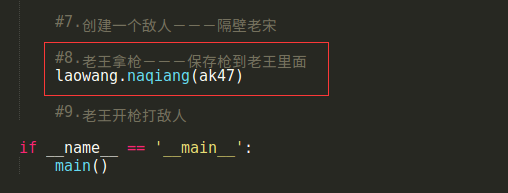 #7.创建一个敌人－－－隔壁老宋
#8.老王拿枪－－－保存枪到老王里面
laowang.naqiang(ak47)
#9.老王开枪打敌人
if __name__ == '__main__':
main()